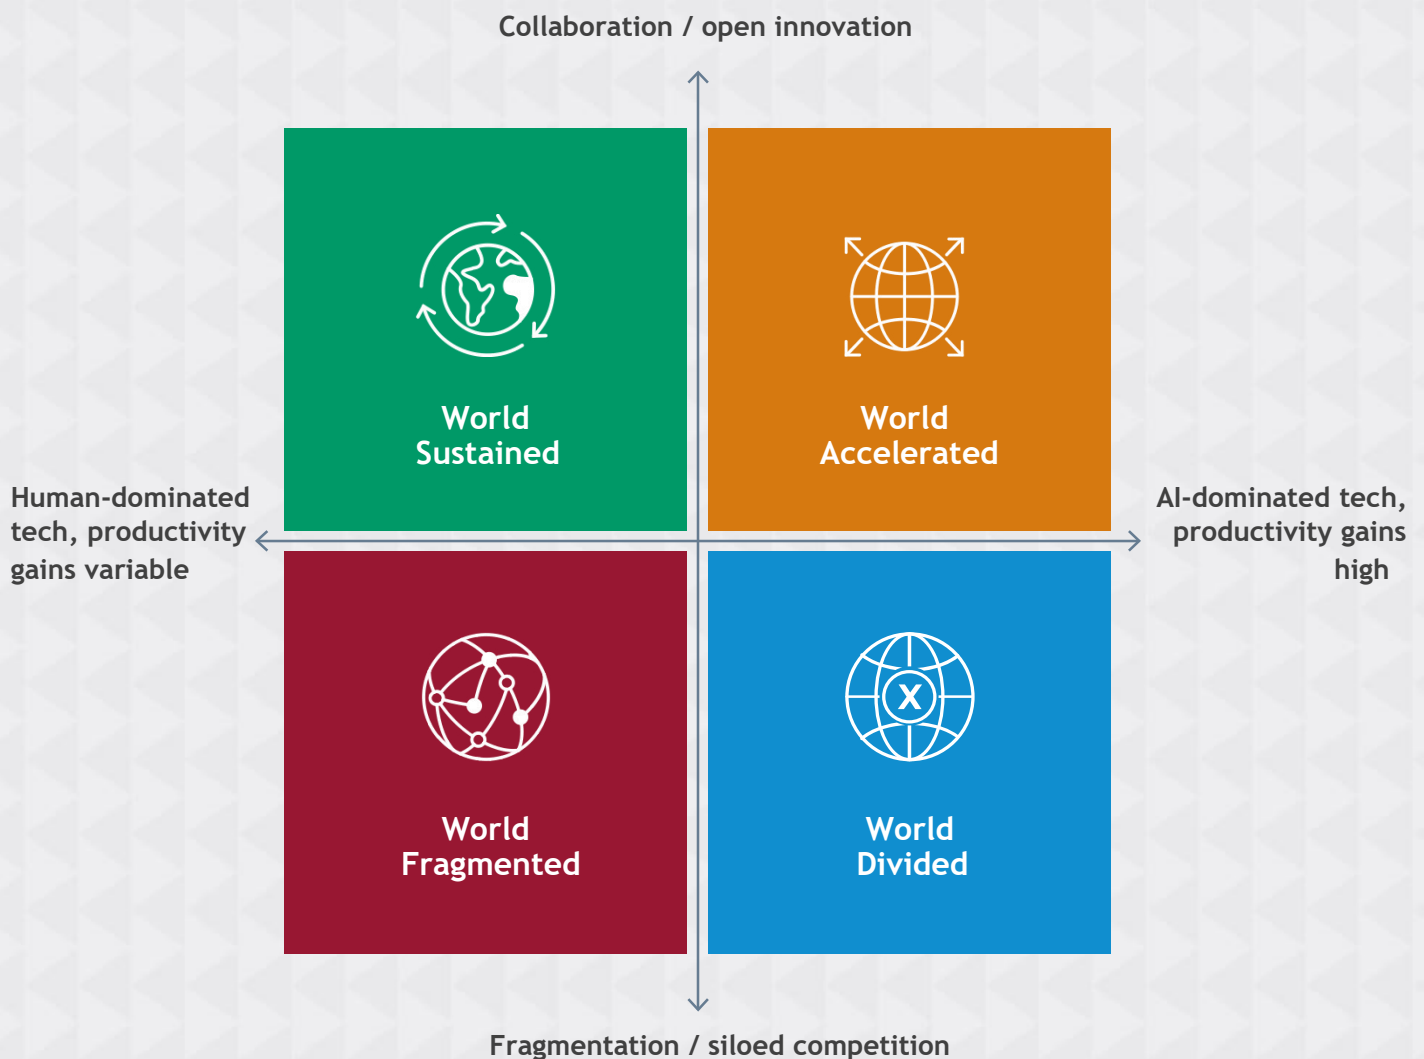 Collaboration / open innovation
World
Sustained
World
Accelerated
Human-dominated
tech, productivity
gains variable
AI-dominated tech,
productivity gains
high
X
World
Fragmented
World
Divided
Fragmentation / siloed competition